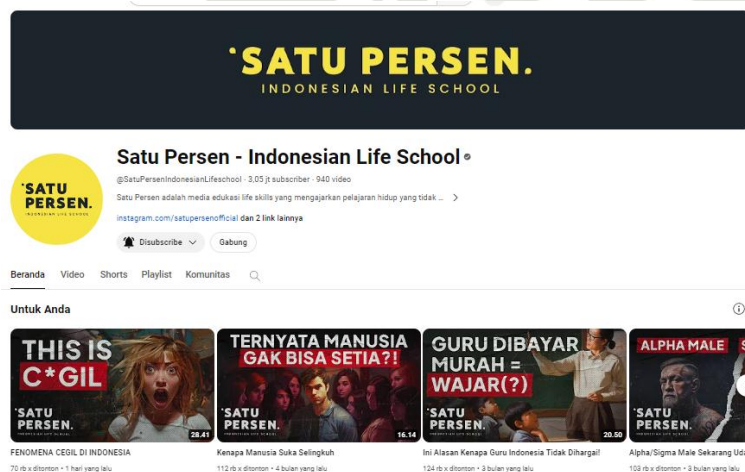 'SATU PERSEN.
INDONESIAN LIFE SCHOOL
'SATU
PERSEN.
INDONESIAN LIFE SCHOOL
Satu Persen - Indonesian Life School
@SatuPersenIndonesianLifeschool · 3,05 jt subscriber · 940 video
Satu Persen adalah media edukasi life skills yang mengajarkan pelajaran hidup yang tidak ...
instagram.com/satupersenofficial dan 2 link lainnya
Disubscribe
Gabung
Beranda Video Shorts Playlist Komunitas
Untuk Anda
THIS IS
C*GIL
'SATU
PERSEN.
28.41
FENOMENA CEGIL DI INDONESIA
70 rb x ditonton • 1 hari yang lalu
TERNYATA MANUSIA
GAK BISA SETIA?!
'SATU
PERSEN.
16.14
Kenapa Manusia Suka Selingkuh
112 rb x ditonton • 4 bulan yang lalu
GURU DIBAYAR
MURAH =
WAJAR(?)
'SATU
PERSEN.
20.50
Ini Alasan Kenapa Guru Indonesia Tidak Dihargai!
124 rb x ditonton • 3 bulan yang lalu
ALPHA MALE S
'SATU
PERSEN.
Alpha/Sigma Male Sekarang Uda
103 rb x ditonton • 3 bulan yang lalu